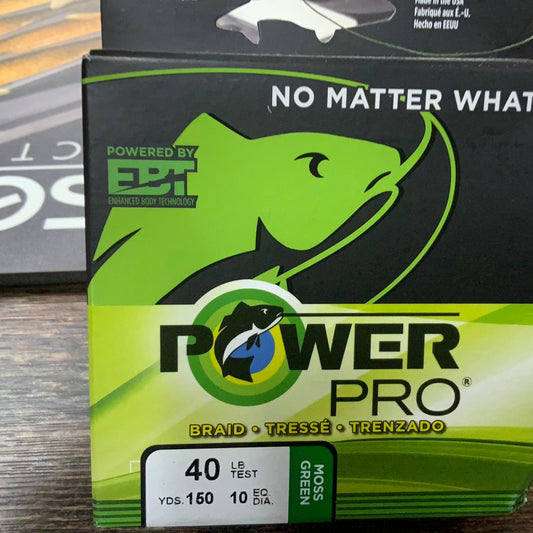 Made in the USA
Fabriqué aux É.-U.
Hecho en EEUU
NO MATTER WHAT
POWERED BY
EBT
ENHANCED BODY TECHNOLOGY
POWER
PRO®
BRAID • TRESSÉ • TRENZADO
40 LB TEST
YDS. 150 10 EQ. DIA.
MOSS GREEN